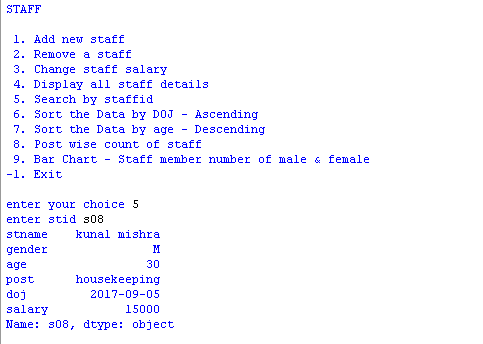 STAFF
1. Add new staff
2. Remove a staff
3. Change staff salary
4. Display all staff details
5. Search by staffid
6. Sort the Data by DOJ - Ascending
7. Sort the Data by age - Descending
8. Post wise count of staff
9. Bar Chart - Staff member number of male & female
-1. Exit
enter your choice 5
enter stid s08
stname    kunal mishra
gender               M
age                 30
post      housekeeping
doj         2017-09-05
salary           15000
Name: s08, dtype: object